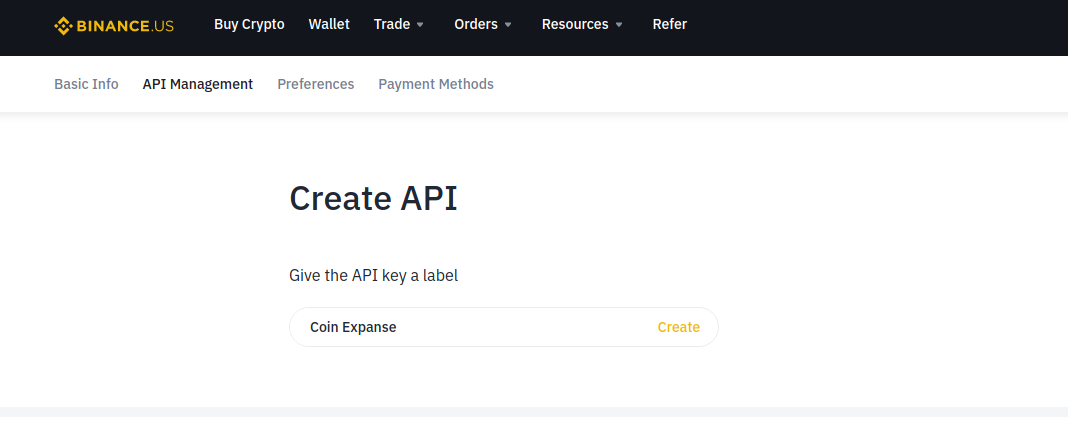 BINANCE.US Buy Crypto Wallet Trade Orders Resources Refer
Basic Info API Management Preferences Payment Methods
Create API
Give the API key a label
Coin Expanse Create